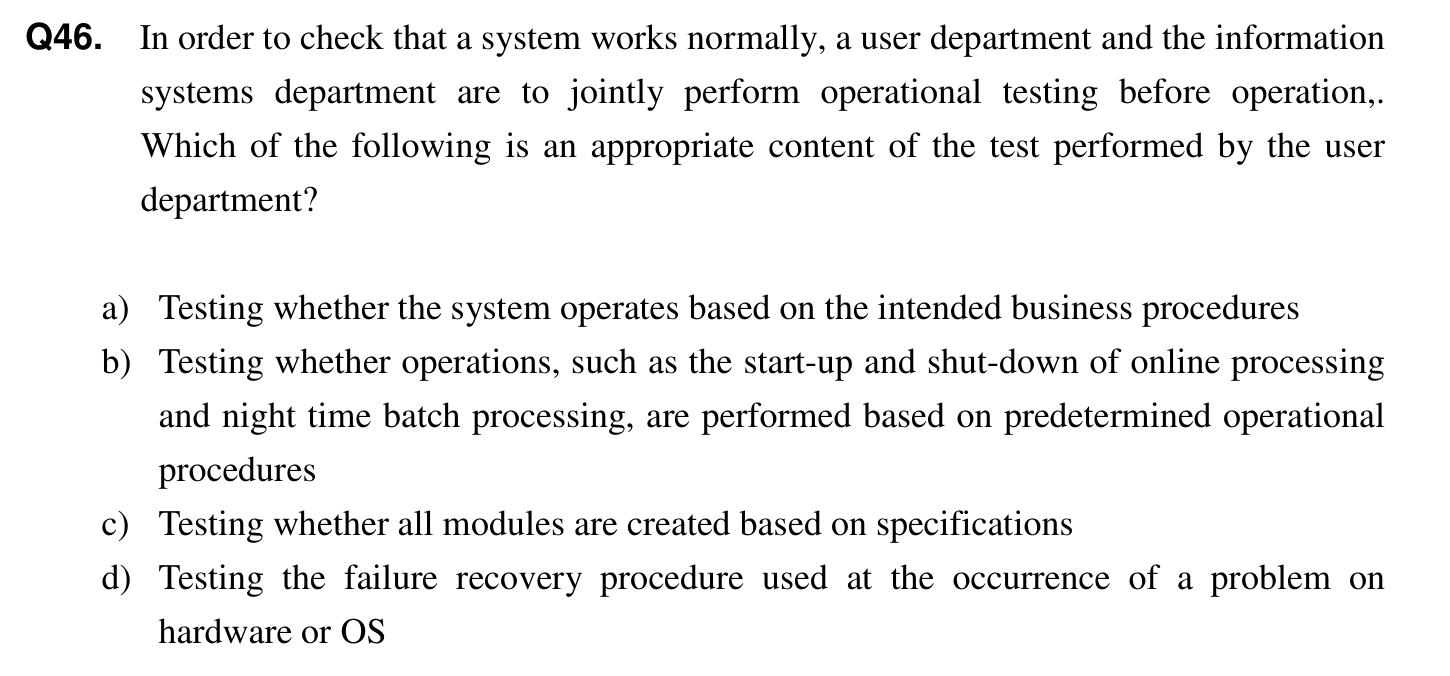 Q46. In order to check that a system works normally, a user department and the information
systems department are to jointly perform operational testing before operation,.
Which of the following is an appropriate content of the test performed by the user
department?
a) Testing whether the system operates based on the intended business procedures
b) Testing whether operations, such as the start-up and shut-down of online processing
and night time batch processing, are performed based on predetermined operational
procedures
c) Testing whether all modules are created based on specifications
d) Testing the failure recovery procedure used at the occurrence of a problem on
hardware or OS